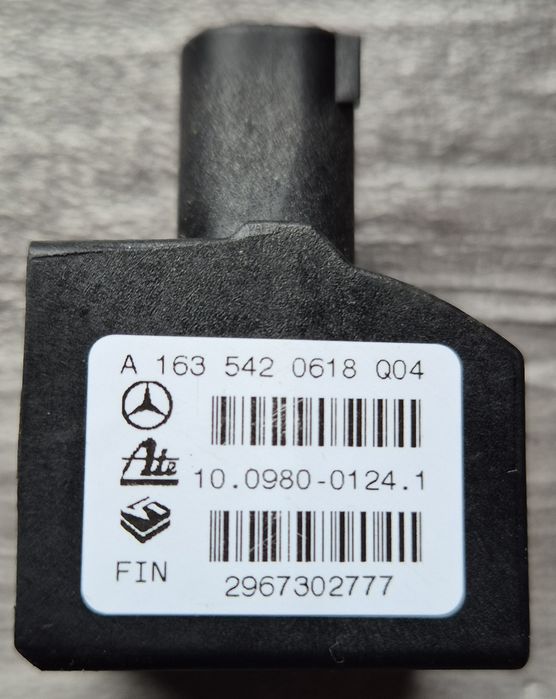 A 163 542 0618 Q04
Ate 10.0980-0124.1
FIN 2967302777